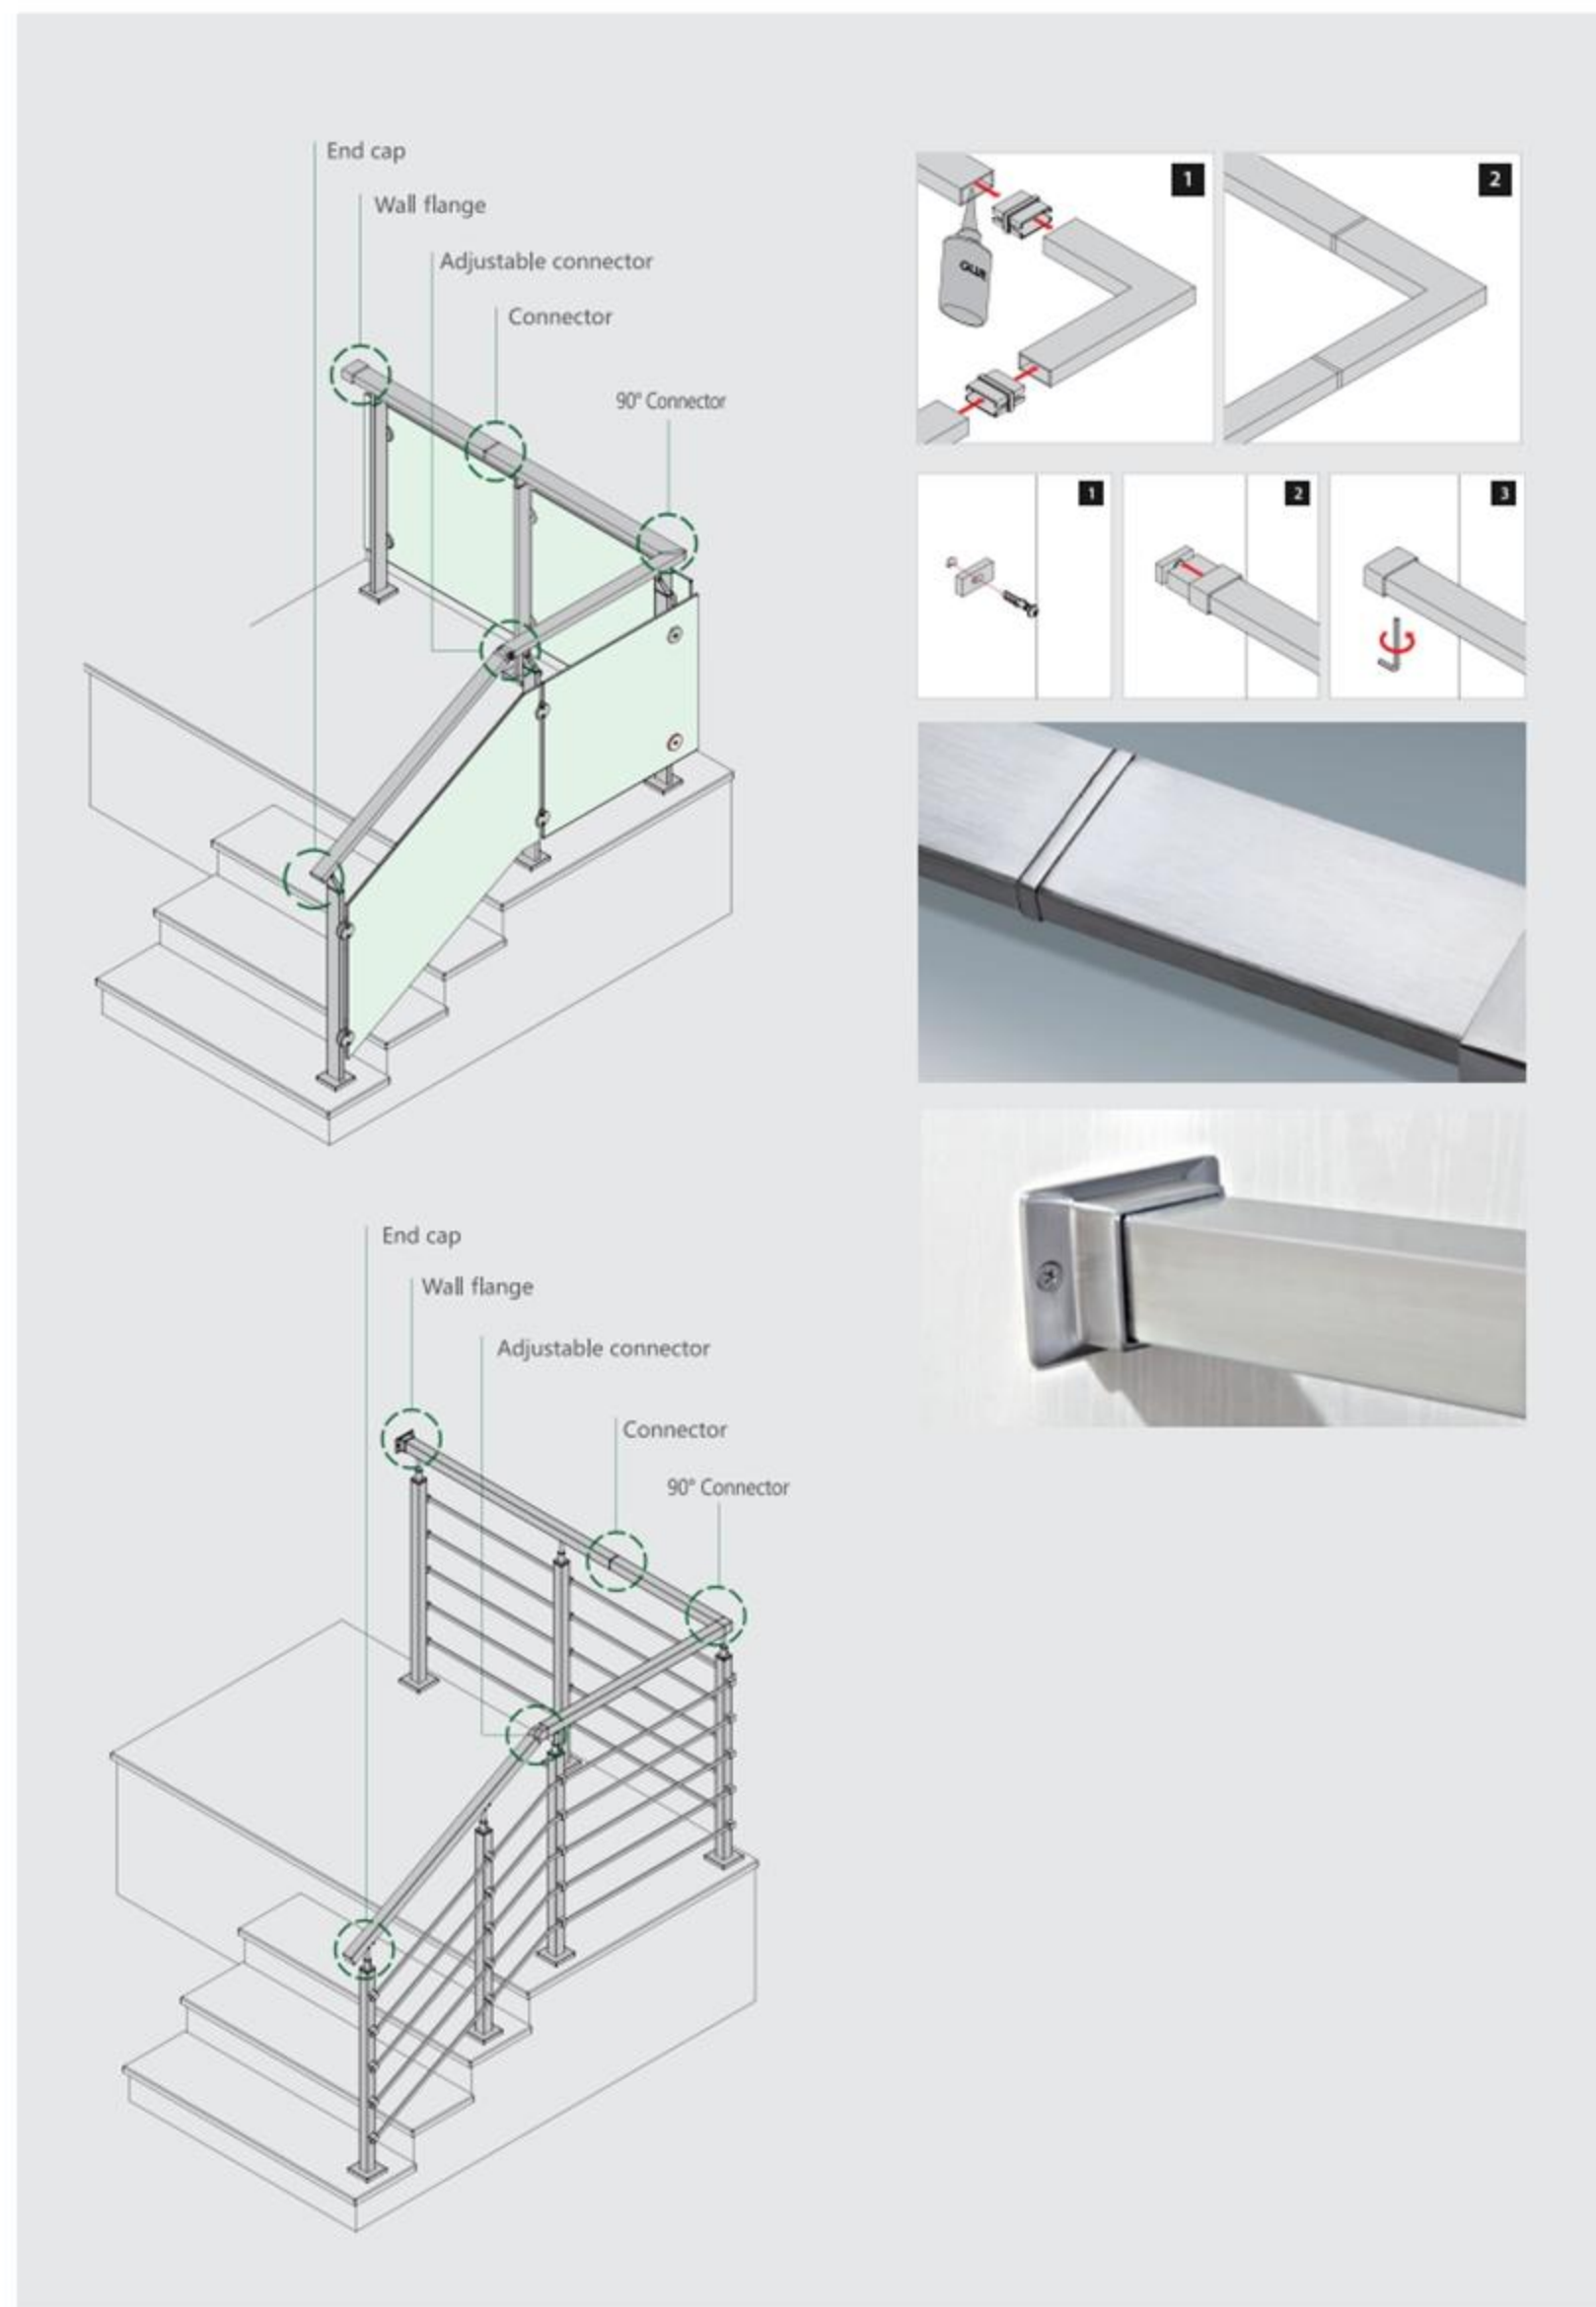 End cap
Wall flange
Adjustable connector
Connector
90° Connector
1
2
GLUE
1
2
3
End cap
Wall flange
Adjustable connector
Connector
90° Connector